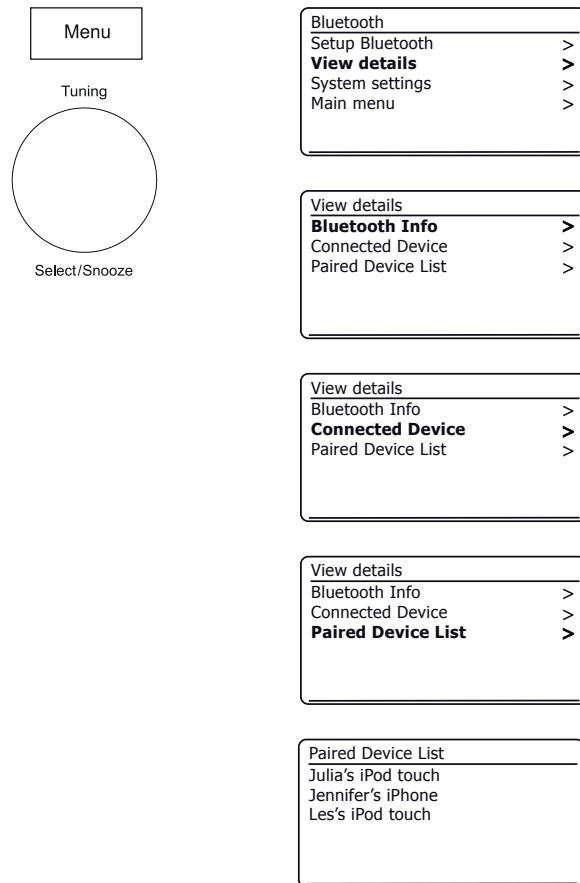 Menu
Tuning
Select/Snooze
Bluetooth
Setup Bluetooth >
View details >
System settings >
Main menu >
View details
Bluetooth Info >
Connected Device >
Paired Device List >
View details
Bluetooth Info >
Connected Device >
Paired Device List >
View details
Bluetooth Info >
Connected Device >
Paired Device List >
Paired Device List
Julia's iPod touch
Jennifer's iPhone
Les's iPod touch